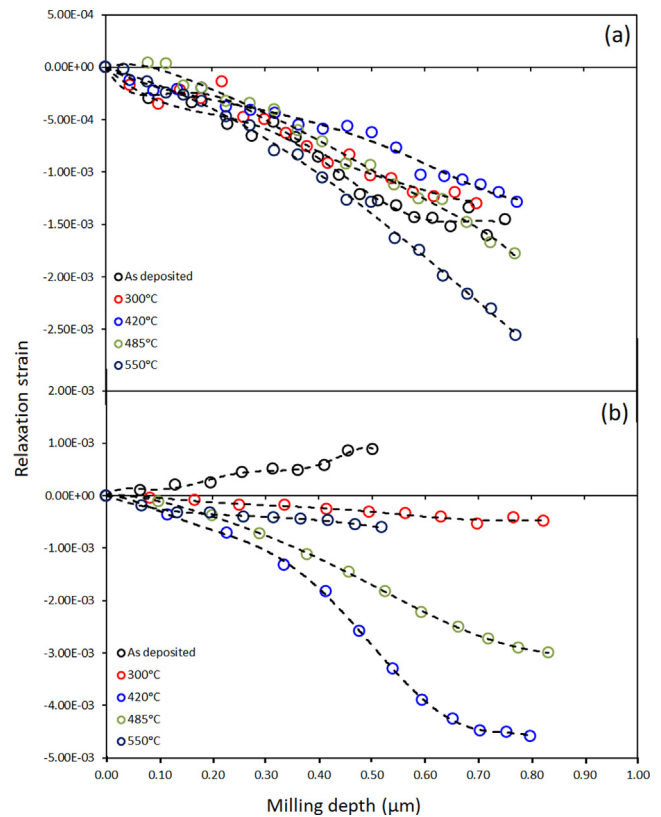 5.00E-04
(a)
0.00E+00
-5.00E-04
-1.00E-03
-1.50E-03
-2.00E-03
-2.50E-03
As deposited
300°C
420°C
485°C
550°C
Relaxation strain
2.00E-03
(b)
1.00E-03
0.00E+00
-1.00E-03
-2.00E-03
-3.00E-03
-4.00E-03
-5.00E-03
As deposited
300°C
420°C
485°C
550°C
0.00 0.10 0.20 0.30 0.40 0.50 0.60 0.70 0.80 0.90 1.00
Milling depth (μm)